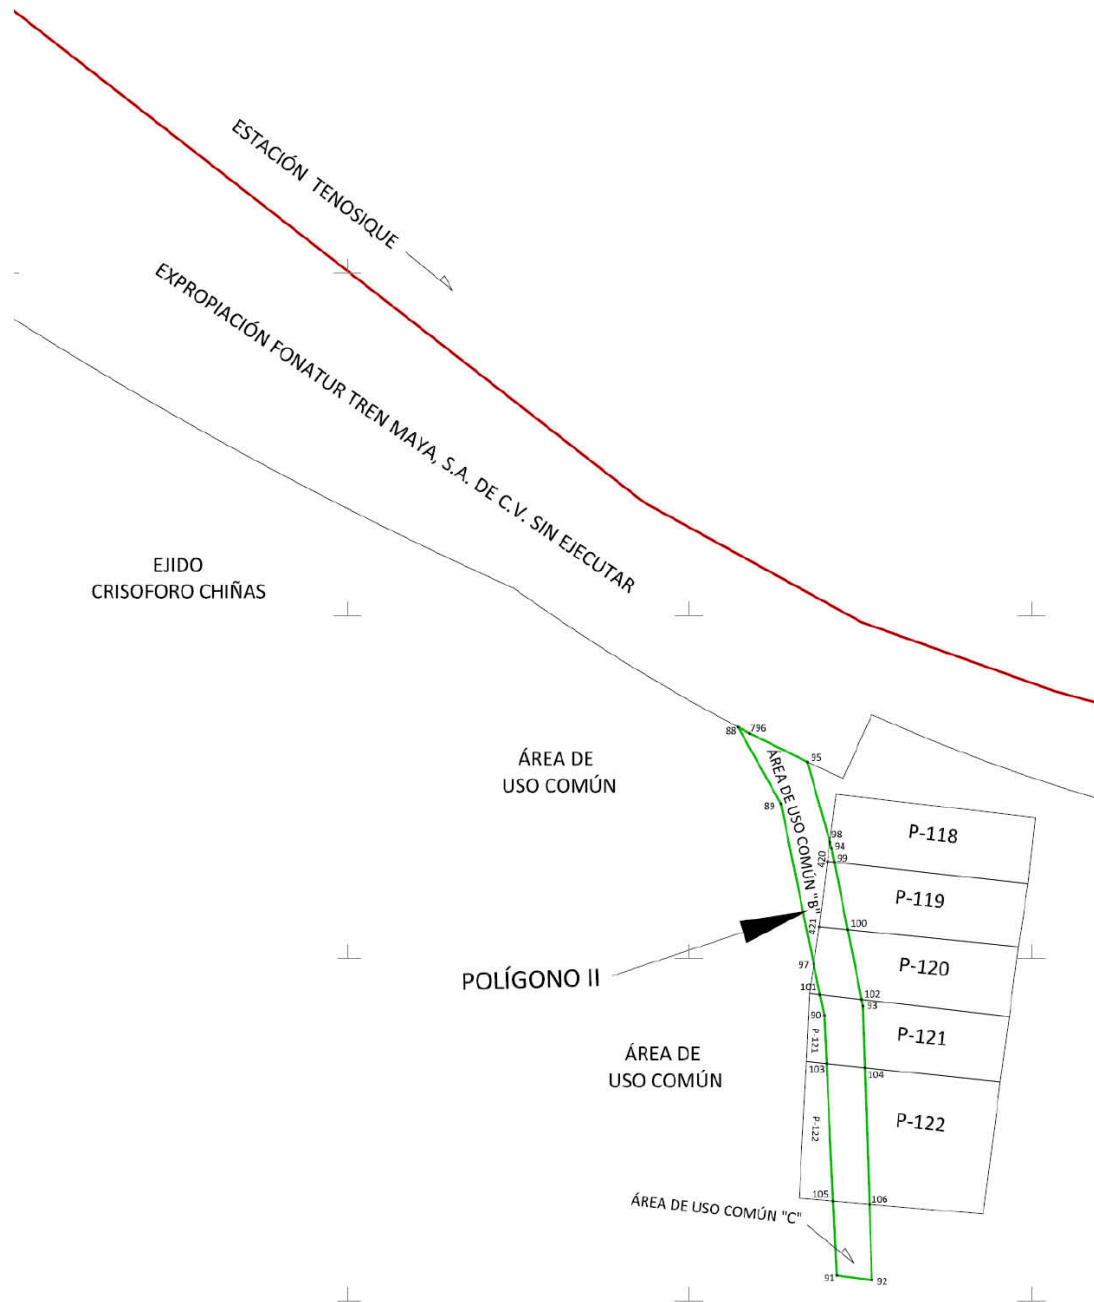 ESTACIÓN TENOSIQUE
EXPROPIACIÓN FONATUR TREN MAYA, S.A. DE C.V. SIN EJECUTAR
EJIDO
CRISOFORO CHIÑAS
88
796
95
ÁREA DE
USO COMÚN
ÁREA DE USO COMÚN "B"
89
98
94
99
420
P-118
P-119
421
100
97
P-120
POLÍGONO II
101
102
93
90
P-121
P-121
ÁREA DE
USO COMÚN
103
104
P-122
P-122
105
106
ÁREA DE USO COMÚN "C"
91
92